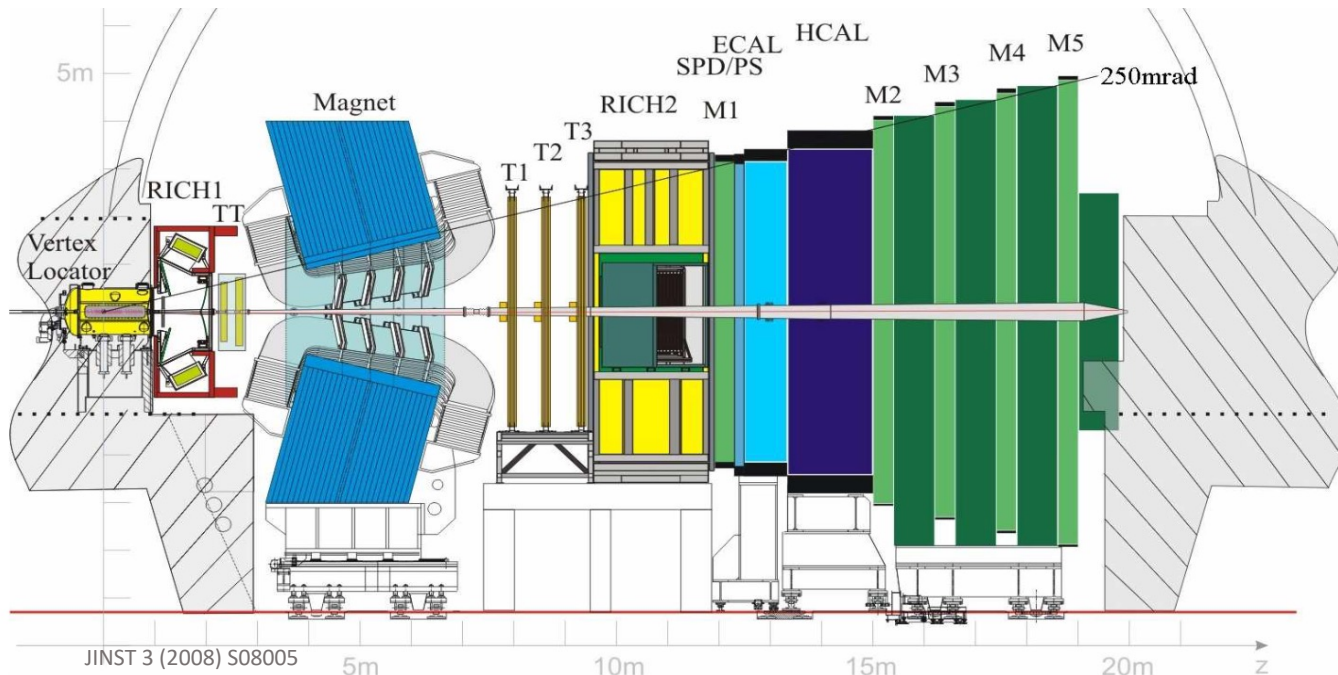 ECAL HCAL
SPD/PS
M4 M5
M3
5m
250mrad
M2
Magnet
RICH2 M1
T3
T2
T1
RICH1
TT
Vertex
Locator
JINST 3 (2008) S08005
5m 10m 15m 20m z